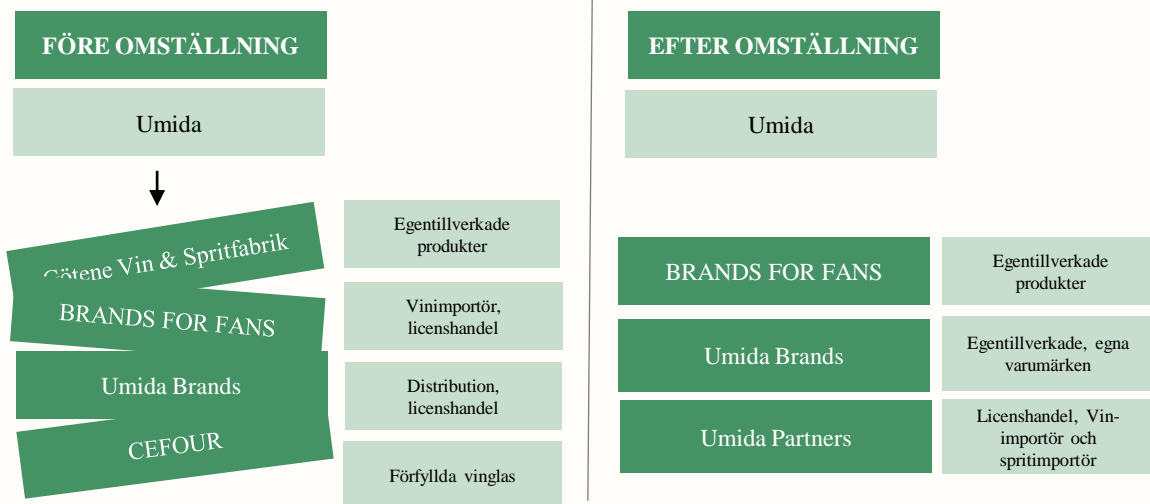 FÖRE OMSTÄLLNING
Umida
Götene Vin & Spritfabrik
BRANDS FOR FANS
Umida Brands
CEFOUR
Egentillverkade
produkter
Vinimportör,
licenshandel
Distribution,
licenshandel
Förfyllda vinglas
EFTER OMSTÄLLNING
Umida
BRANDS FOR FANS
Egentillverkade
produkter
Umida Brands
Egentillverkade, egna
varumärken
Umida Partners
Licenshandel, Vin-
importör och
spritimportör